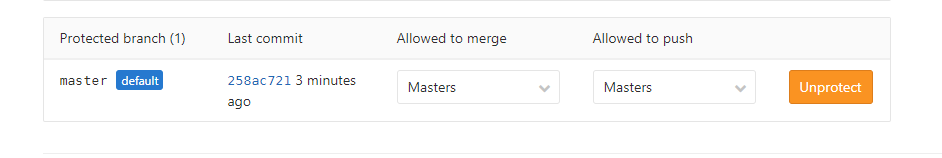 Protected branch (1) Last commit Allowed to merge Allowed to push
master default 258ac721 3 minutes ago Masters Masters Unprotect